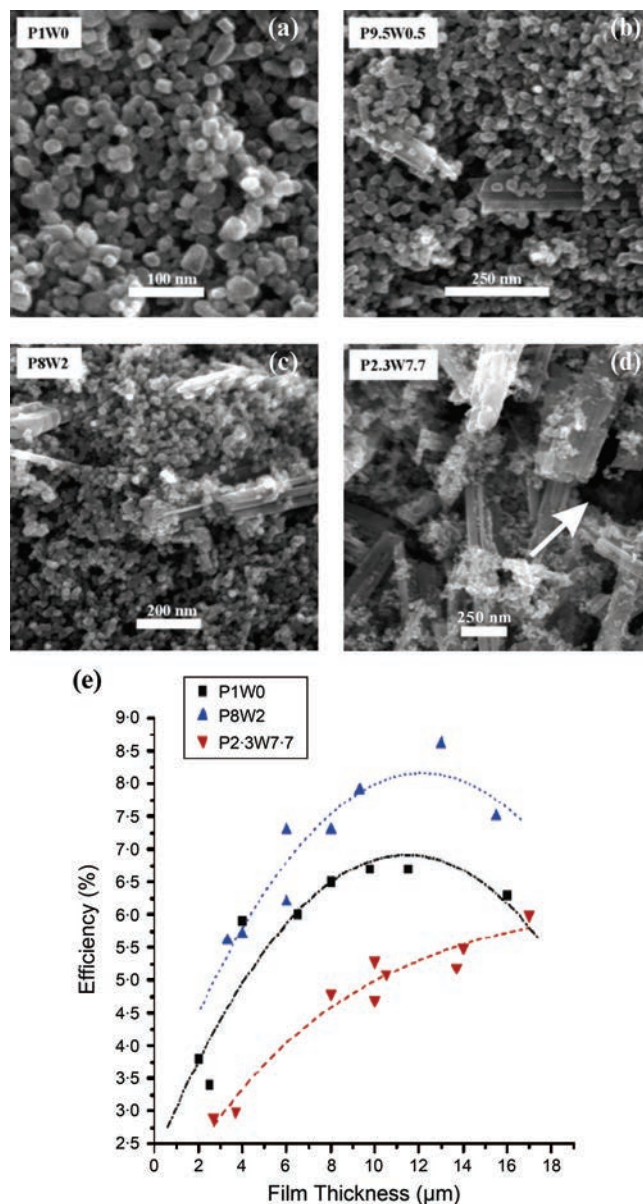 P1W0 (a)
P9.5W0.5 (b)
100 nm
250 nm
P8W2 (c)
P2.3W7.7 (d)
200 nm
250 nm
(e)
P1W0
P8W2
P2·3W7·7
9·0
8·5
8·0
7·5
7·0
6·5
6·0
5·5
5·0
4·5
4·0
3·5
3·0
2·5
Efficiency (%)
0 2 4 6 8 10 12 14 16 18
Film Thickness (μm)